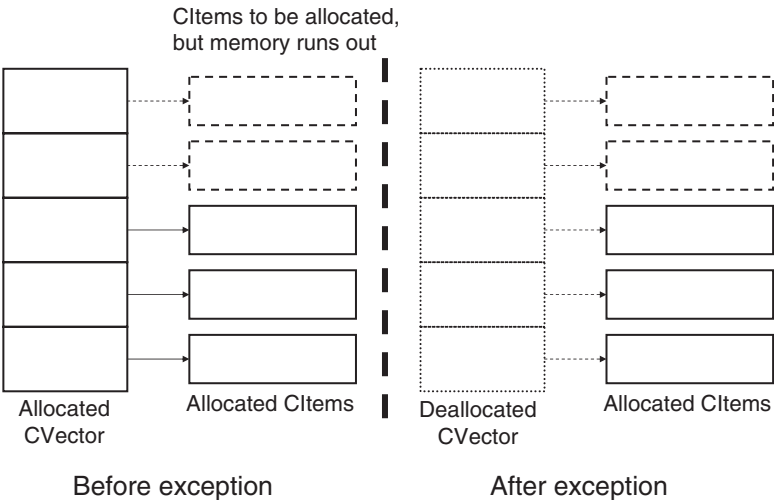 CItems to be allocated,
but memory runs out
Allocated
CVector
Allocated CItems
Deallocated
CVector
Allocated CItems
Before exception
After exception